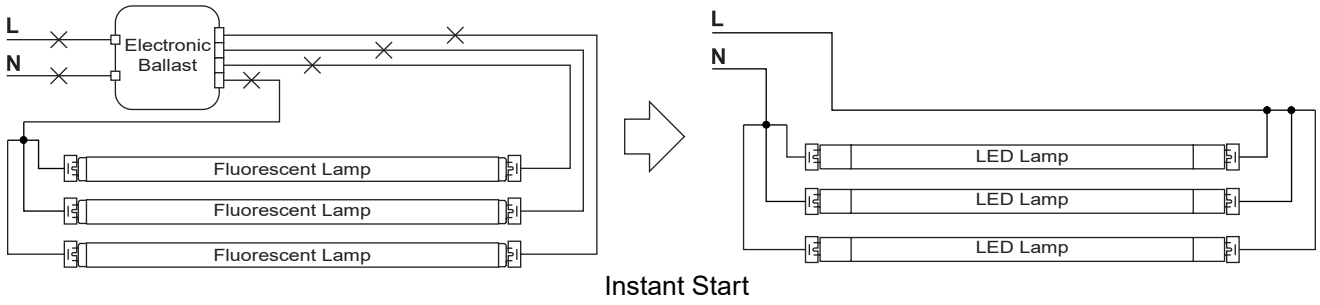 L
N
Electronic
Ballast
Fluorescent Lamp
Fluorescent Lamp
Fluorescent Lamp
L
N
LED Lamp
LED Lamp
LED Lamp
Instant Start